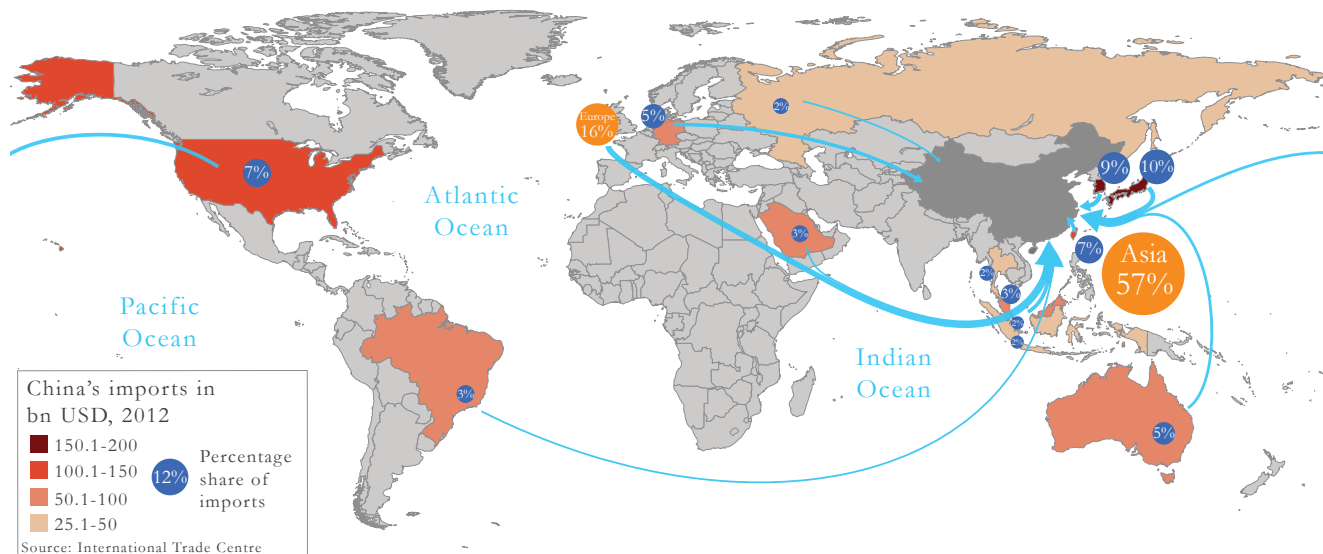 Europe
16%
5%
2%
7%
9%
10%
Atlantic
Ocean
3%
7%
Asia
57%
2%
3%
2%
2%
Pacific
Ocean
Indian
Ocean
3%
5%
China's imports in
bn USD, 2012
150.1-200
100.1-150
50.1-100
25.1-50
12%
Percentage
share of
imports
Source: International Trade Centre